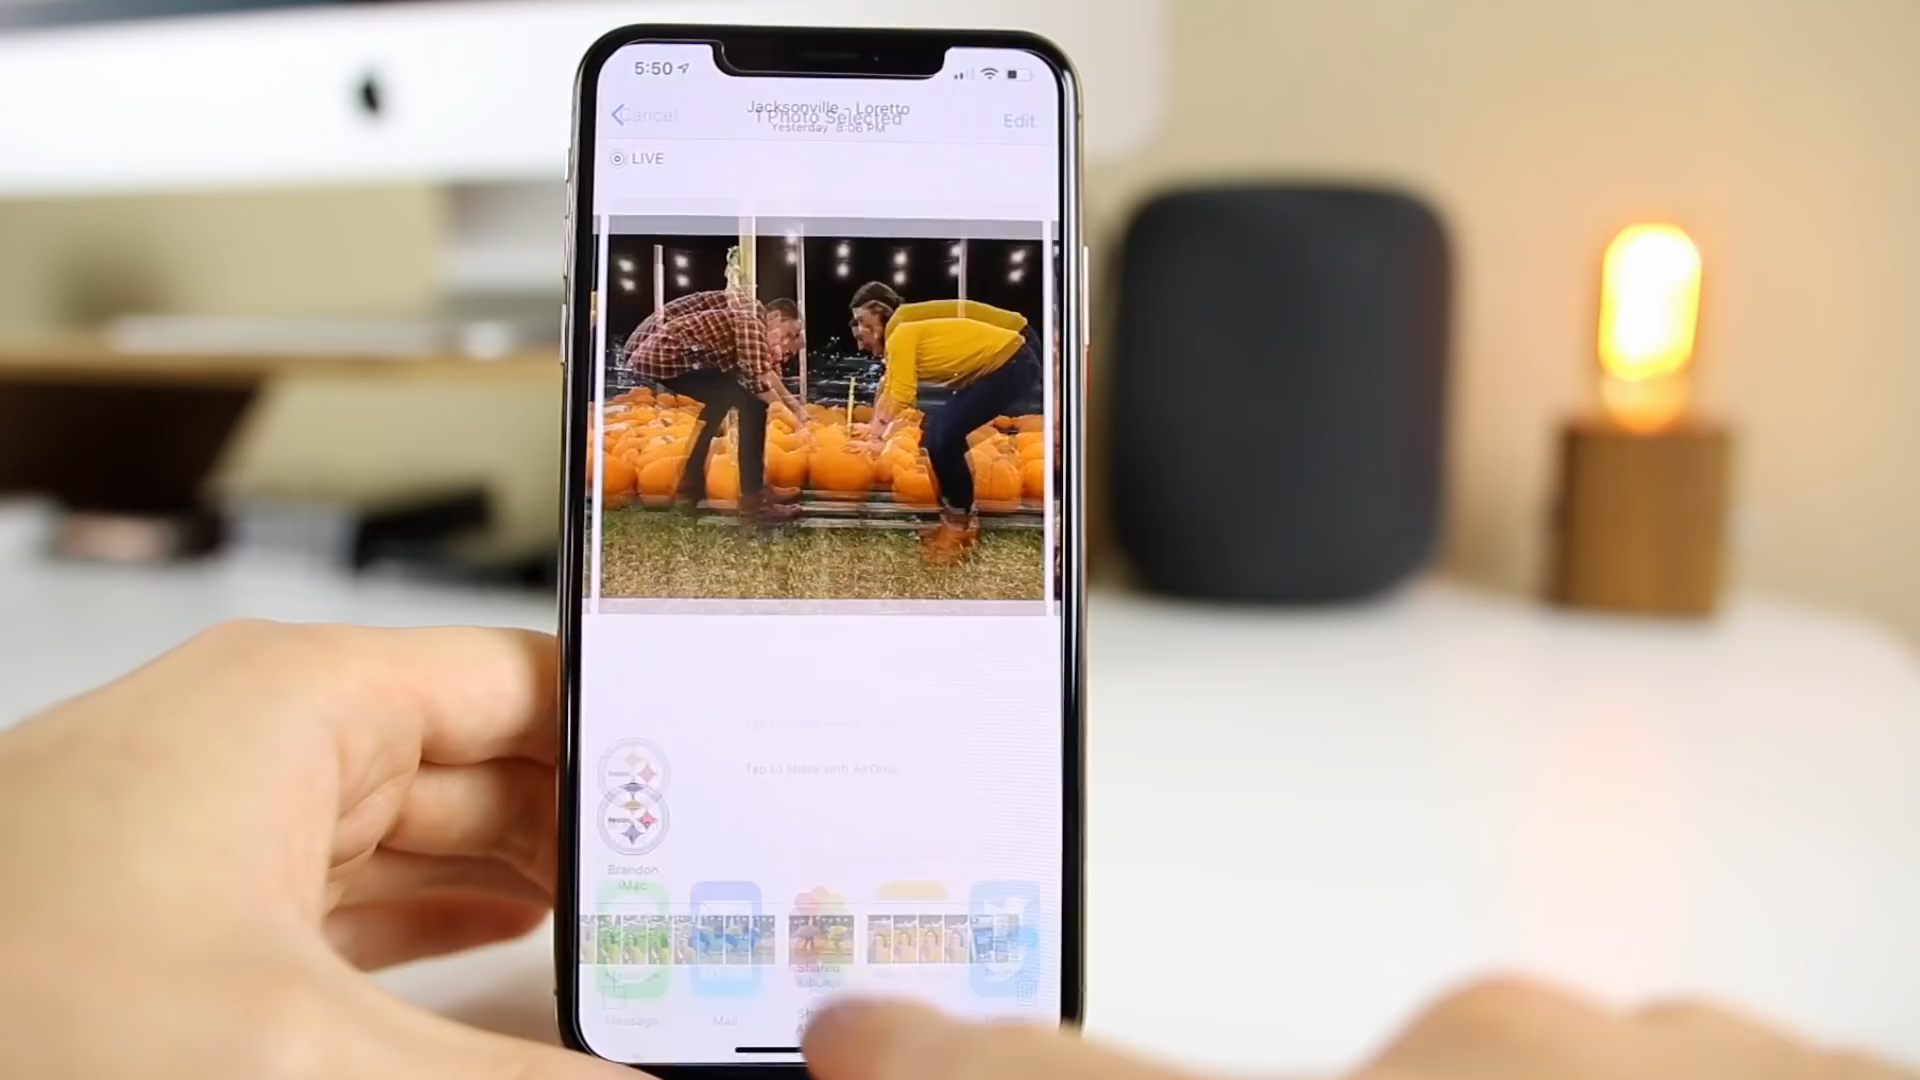 5:50
Jacksonville - Loretto
Cancel
1 Photo Selected
Edit
Yesterday 8:06 PM
LIVE
Tap to share with AirDrop
Brandon
iMac
Shared
Message
Mail